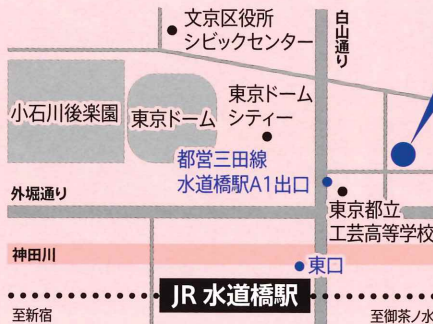 文京区役所
シビックセンター
白山通り
小石川後楽園
東京ドーム
東京ドーム
シティー
都営三田線
水道橋駅A1出口
外堀通り
東京都立
工芸高等学校
神田川
東口
JR 水道橋駅
至新宿
至御茶ノ水